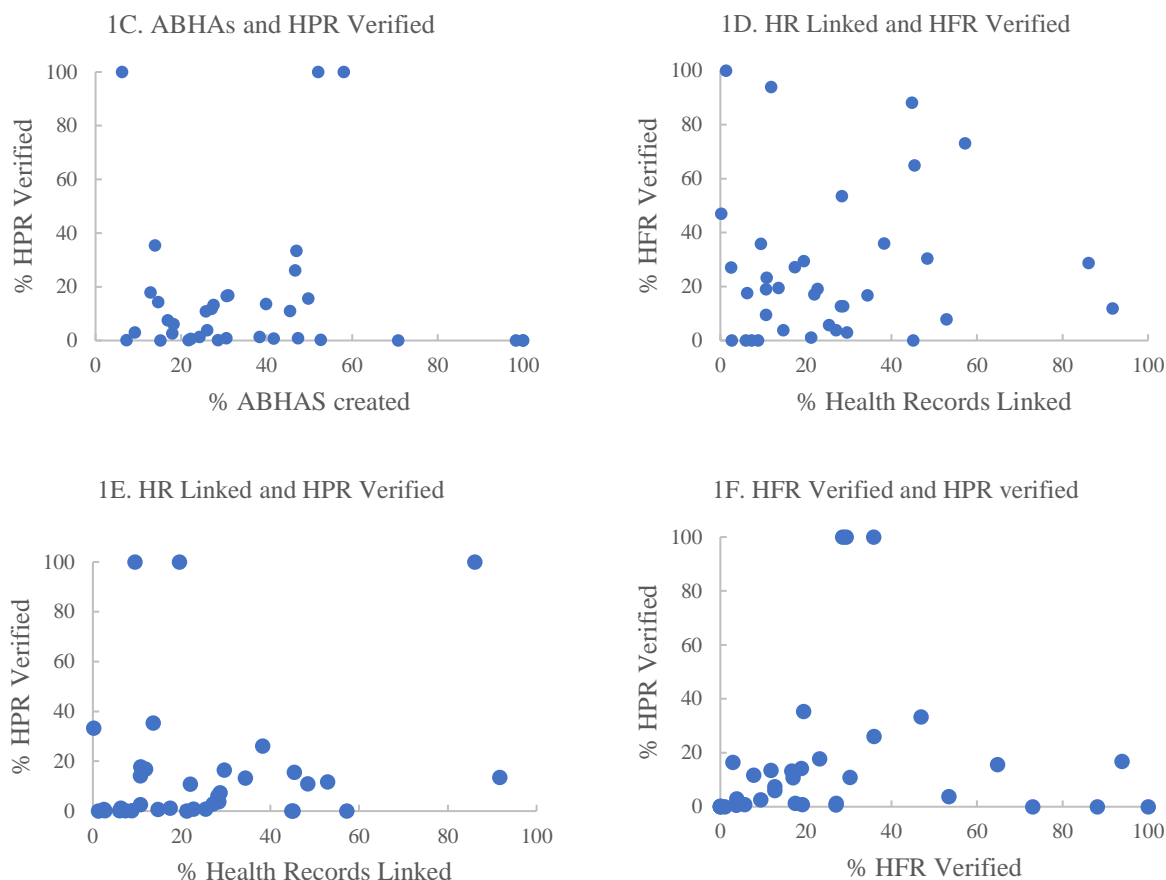 1C. ABHAs and HPR Verified
100
80
60
40
20
0
% HPR Verified
0 20 40 60 80 100
% ABHAS created
1D. HR Linked and HFR Verified
100
80
60
40
20
0
% HFR Verified
0 20 40 60 80 100
% Health Records Linked
1E. HR Linked and HPR Verified
100
80
60
40
20
0
% HPR Verified
0 20 40 60 80 100
% Health Records Linked
1F. HFR Verified and HPR verified
100
80
60
40
20
0
% HPR Verified
0 20 40 60 80 100
% HFR Verified